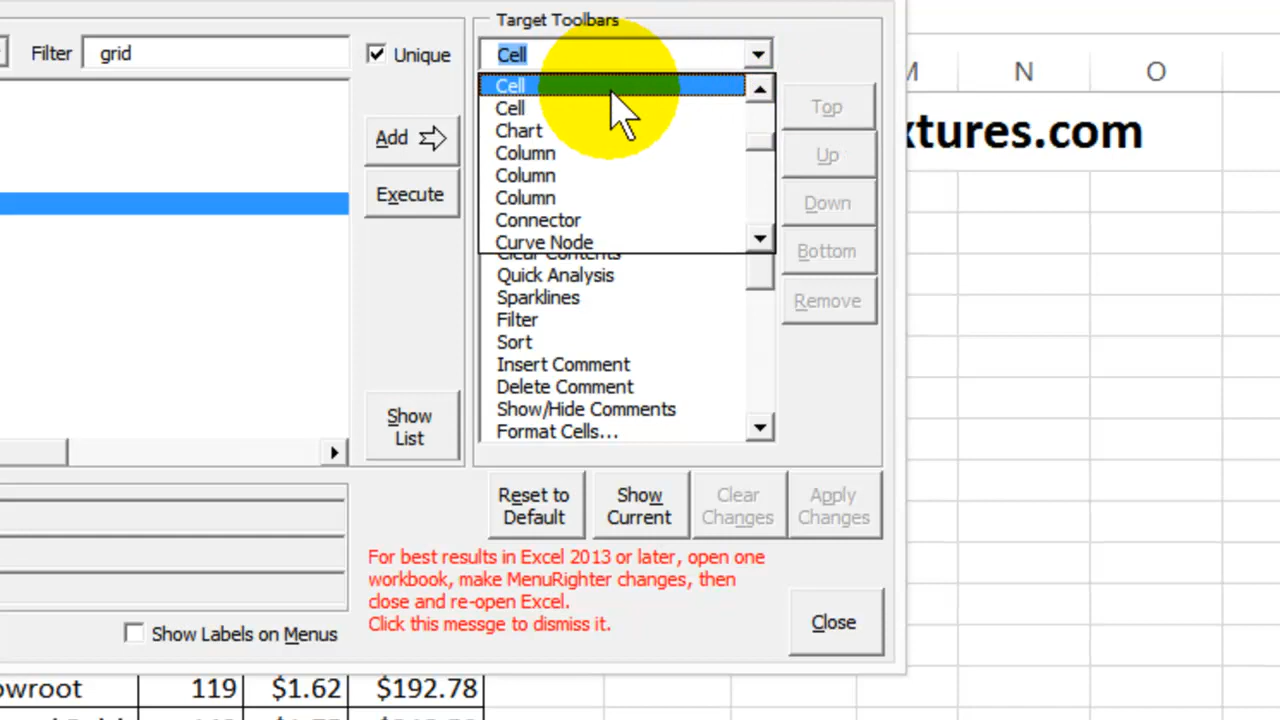 Target Toolbars
Filter
grid
Unique
Cell
Cell
Cell
Chart
Column
Column
Column
Connector
Curve Node
Quick Analysis
Sparklines
Filter
Sort
Insert Comment
Delete Comment
Show/Hide Comments
Format Cells...
Add
Execute
Show
List
Top
Up
Down
Bottom
Remove
Reset to
Default
Show
Current
Clear
Changes
Apply
Changes
For best results in Excel 2013 or later, open one
workbook, make MenuRighter changes, then
close and re-open Excel.
Click this messge to dismiss it.
Close
Show Labels on Menus
M N O
xtures.com
owroot 119 $1.62 $192.78